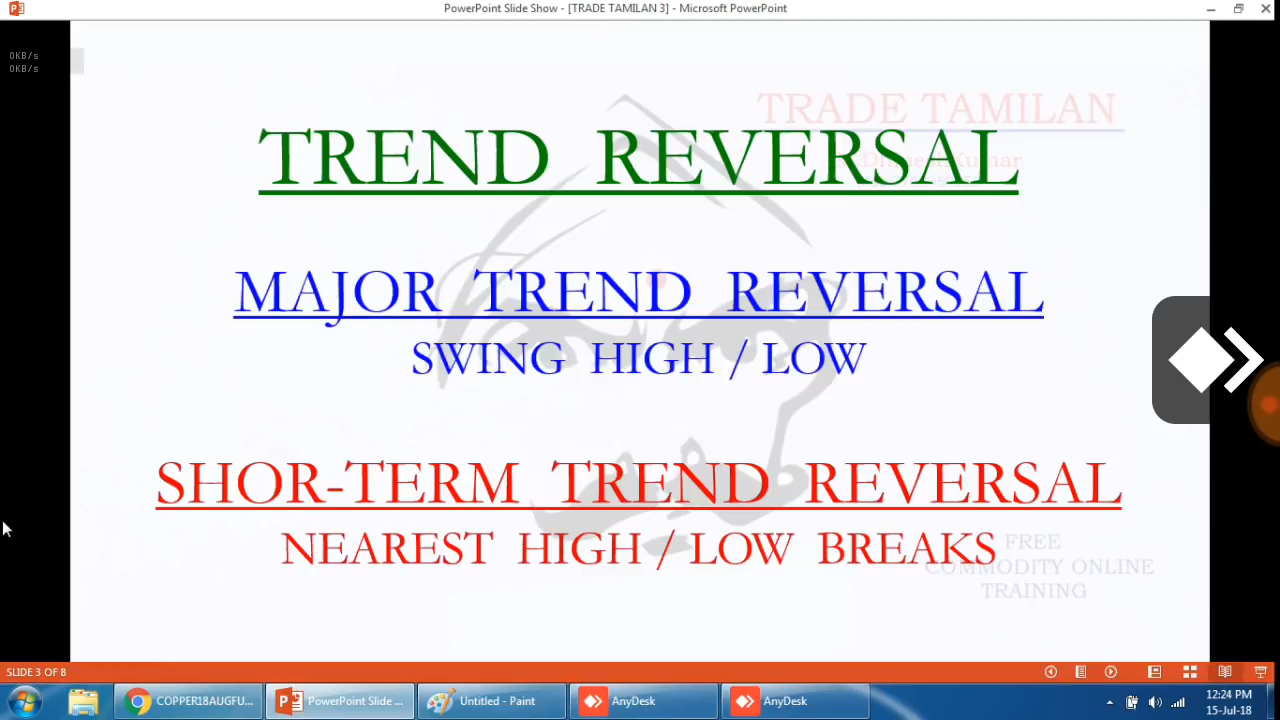 PowerPoint Slide Show - [TRADE TAMILAN 3] - Microsoft PowerPoint
0KB/s
0KB/s
TRADE TAMILAN
TREND REVERSAL
MAJOR TREND REVERSAL
SWING HIGH / LOW
SHOR-TERM TREND REVERSAL
NEAREST HIGH / LOW BREAKS
FREE
COMMODITY ONLINE
TRAINING
SLIDE 3 OF 8
COPPER18AUGFU...
PowerPoint Slide ...
Untitled - Paint
AnyDesk
AnyDesk
12:24 PM
15-Jul-18